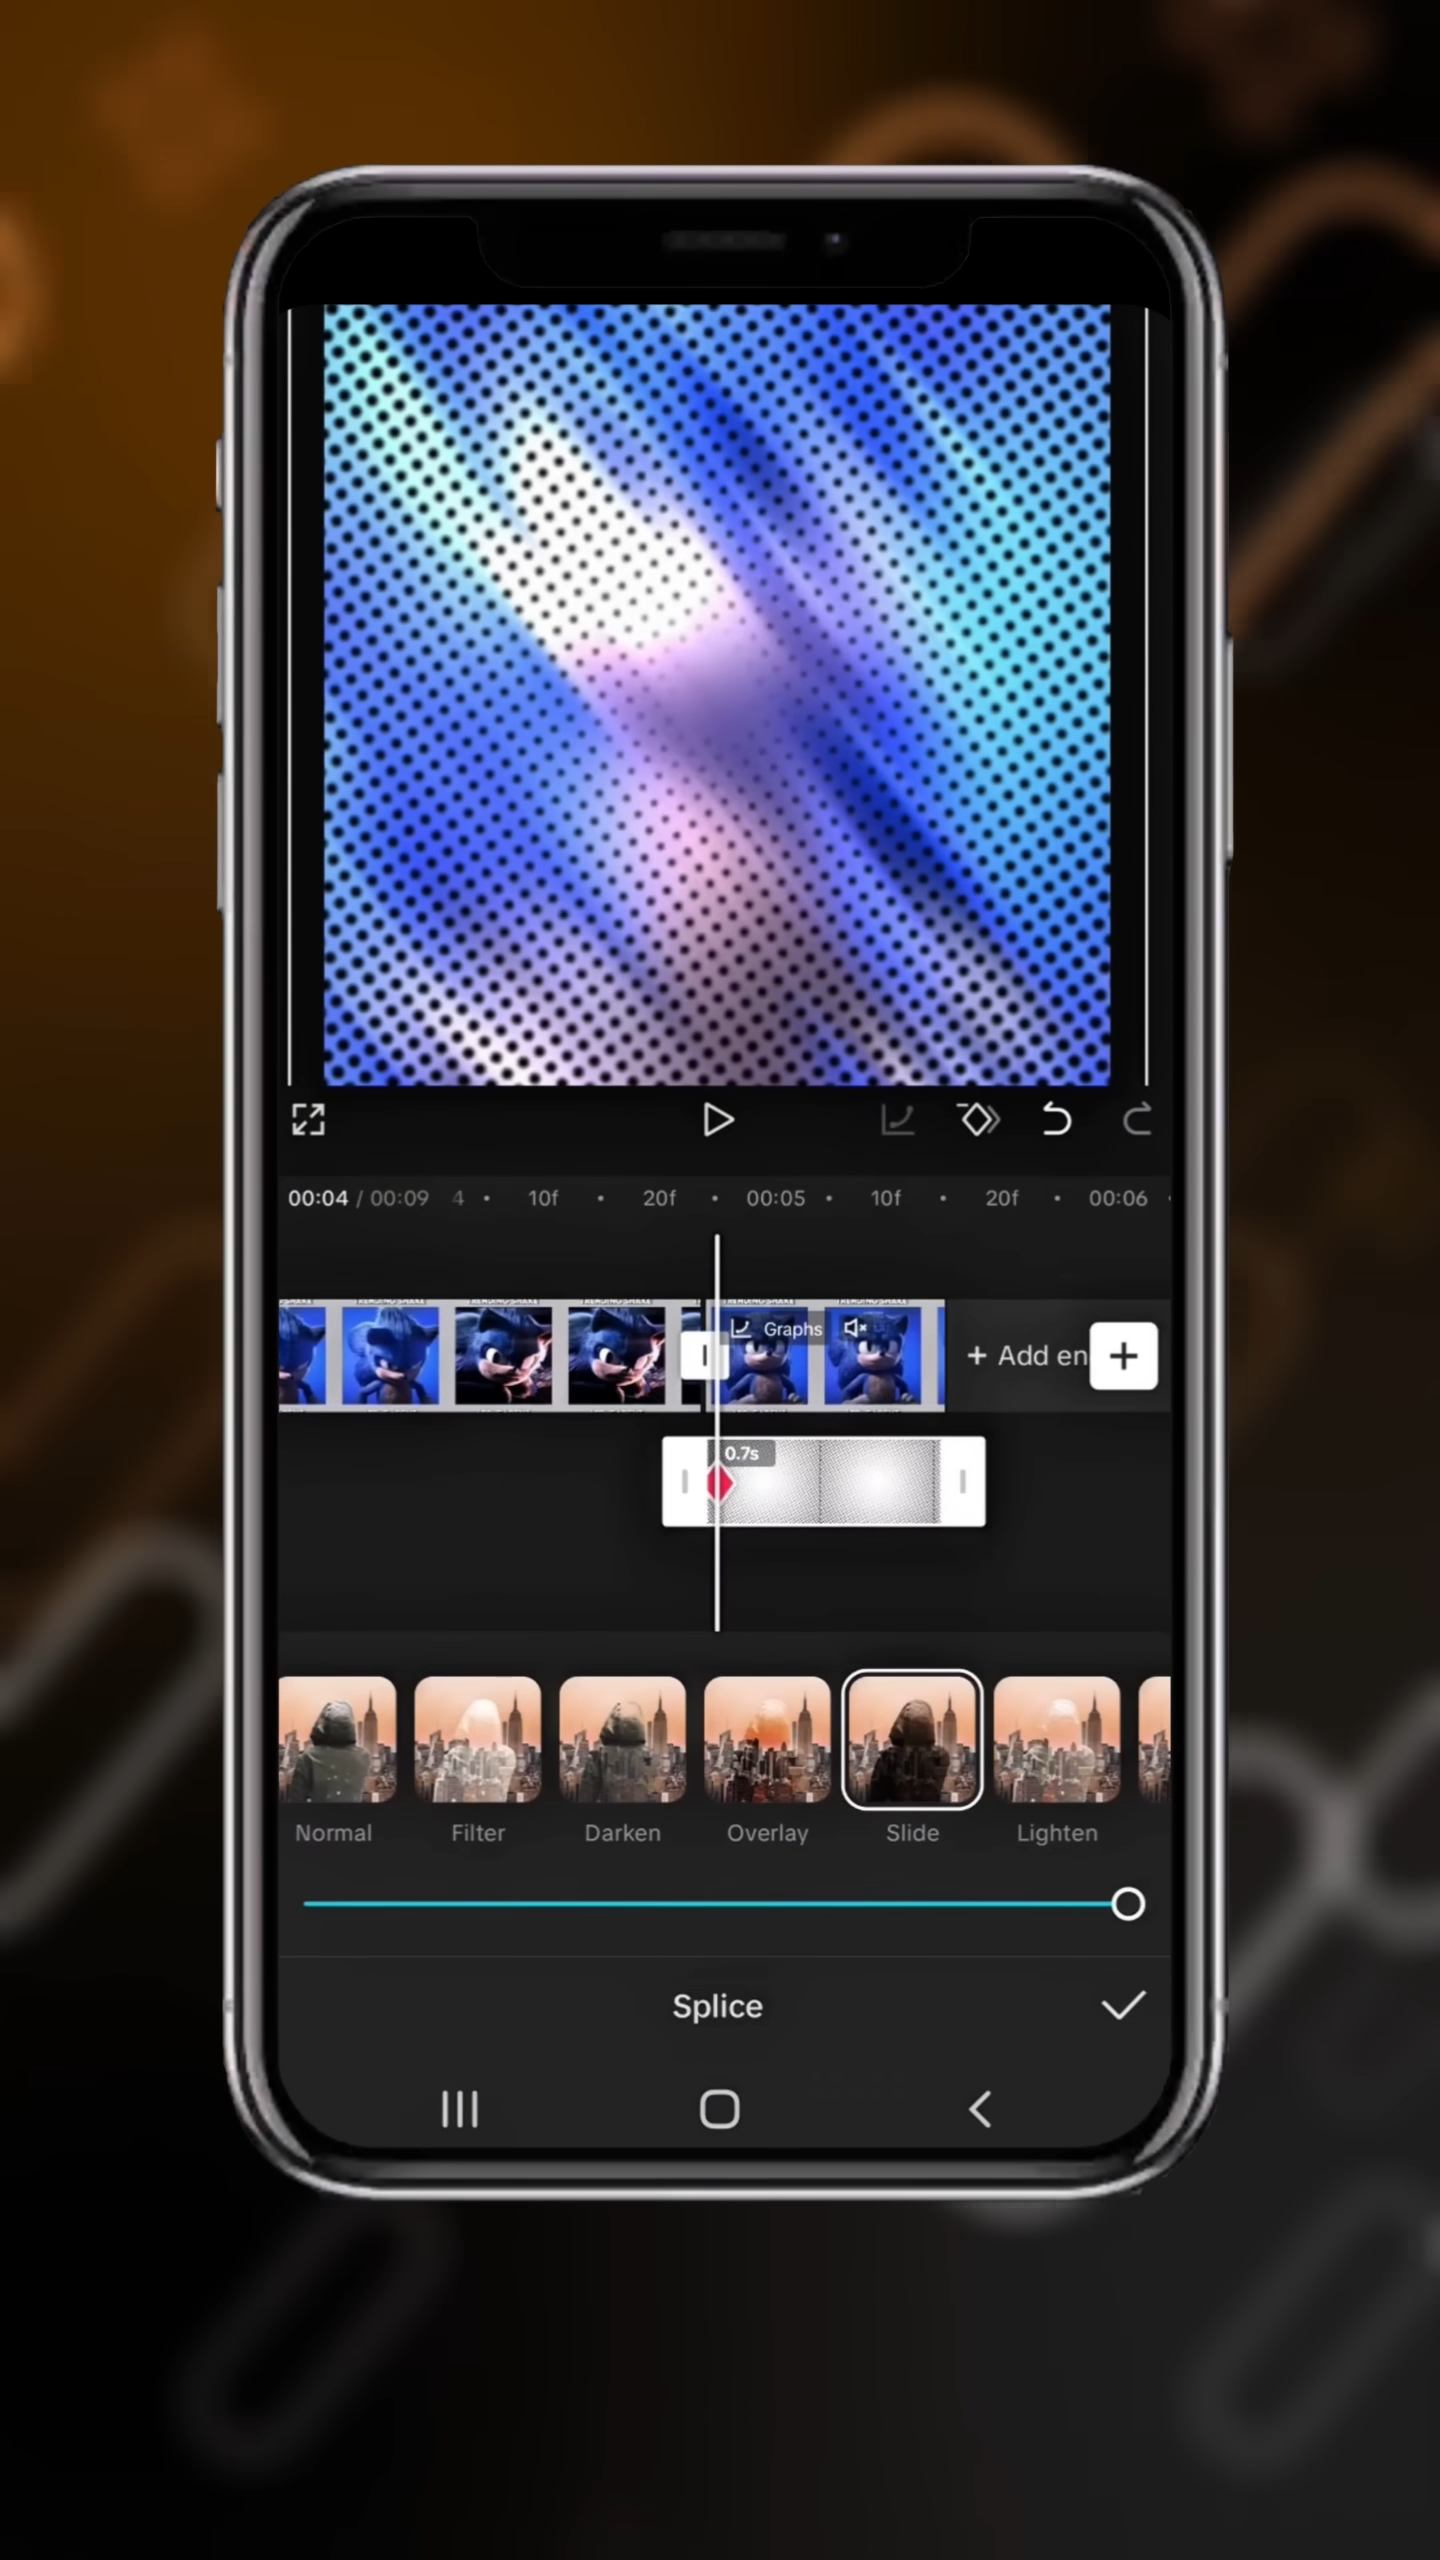 00:04 / 00:09 4 • 10f • 20f • 00:05 • 10f • 20f • 00:06
Graphs
+ Add en
0.7s
Normal Filter Darken Overlay Slide Lighten
Splice